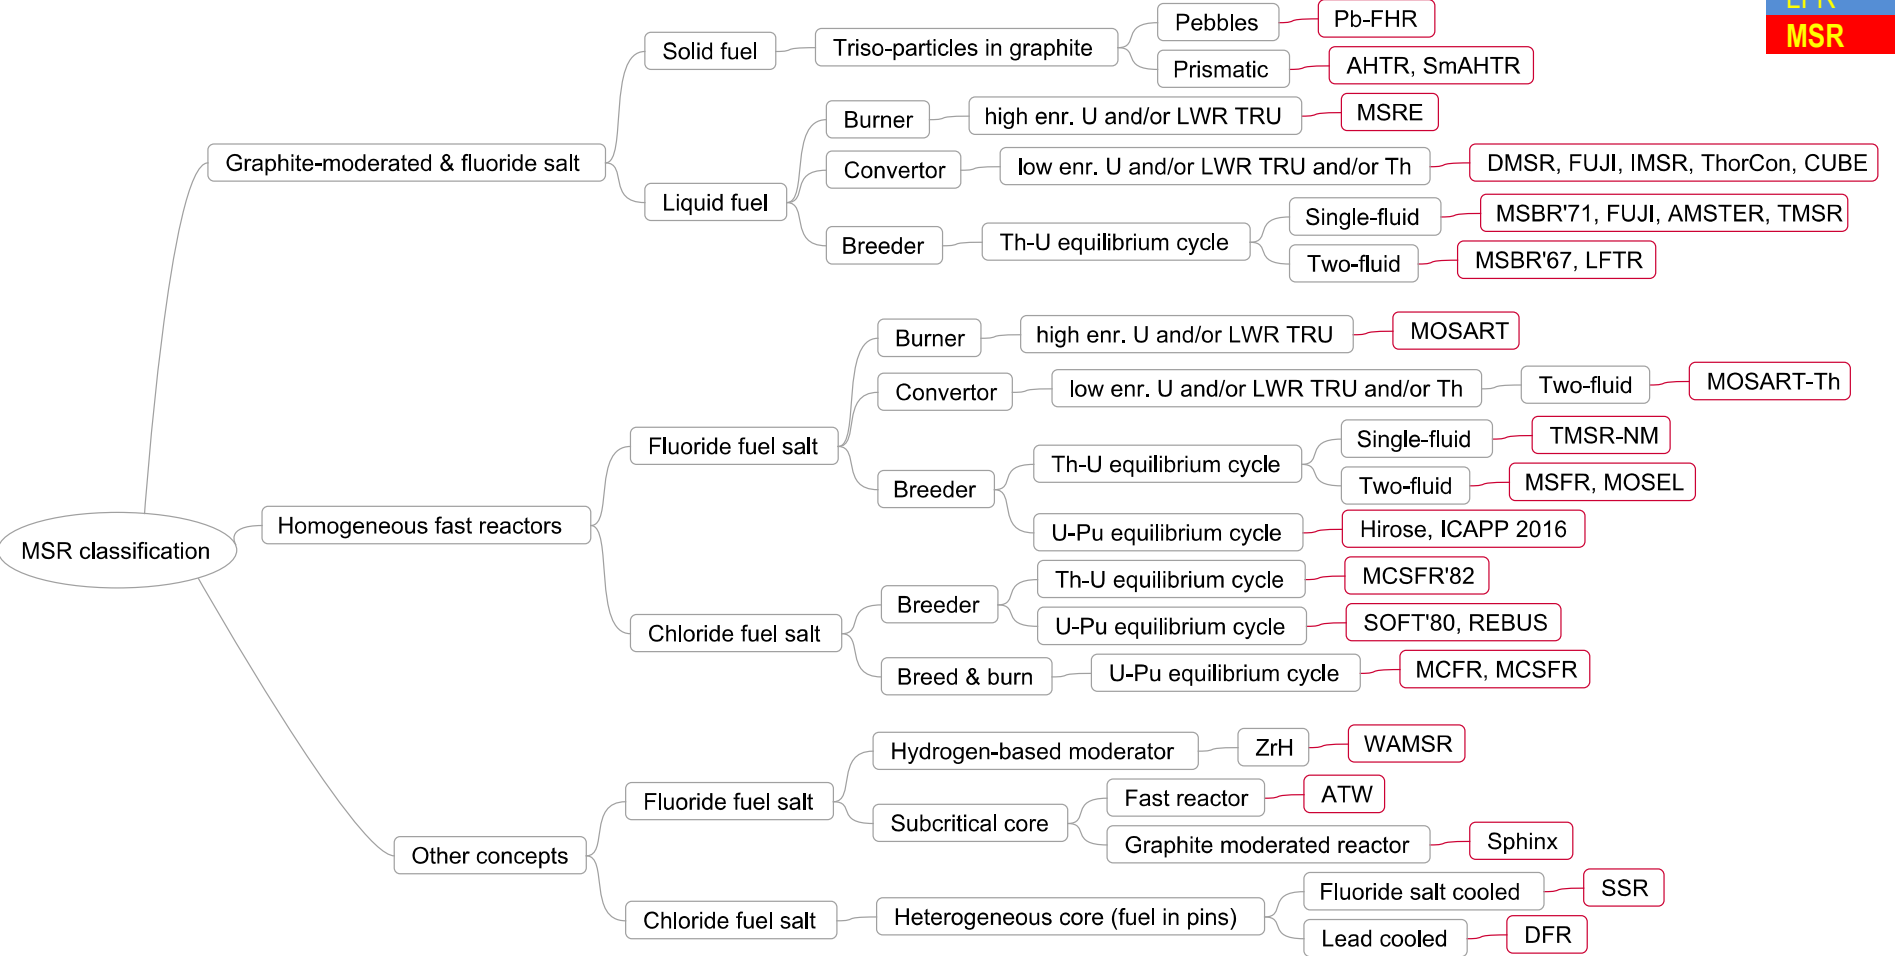 LFR
MSR
MSR classification
Graphite-moderated & fluoride salt
Solid fuel
Triso-particles in graphite
Pebbles
Pb-FHR
Prismatic
AHTR, SmAHTR
Liquid fuel
Burner
high enr. U and/or LWR TRU
MSRE
Convertor
low enr. U and/or LWR TRU and/or Th
DMSR, FUJI, IMSR, ThorCon, CUBE
Breeder
Th-U equilibrium cycle
Single-fluid
MSBR'71, FUJI, AMSTER, TMSR
Two-fluid
MSBR'67, LFTR
Homogeneous fast reactors
Fluoride fuel salt
Burner
high enr. U and/or LWR TRU
MOSART
Convertor
low enr. U and/or LWR TRU and/or Th
Two-fluid
MOSART-Th
Breeder
Th-U equilibrium cycle
Single-fluid
TMSR-NM
Two-fluid
MSFR, MOSEL
U-Pu equilibrium cycle
Hirose, ICAPP 2016
Chloride fuel salt
Breeder
Th-U equilibrium cycle
MCSFR'82
U-Pu equilibrium cycle
SOFT'80, REBUS
Breed & burn
U-Pu equilibrium cycle
MCFR, MCSFR
Other concepts
Fluoride fuel salt
Hydrogen-based moderator
ZrH
WAMSR
Subcritical core
Fast reactor
ATW
Graphite moderated reactor
Sphinx
Chloride fuel salt
Heterogeneous core (fuel in pins)
Fluoride salt cooled
SSR
Lead cooled
DFR